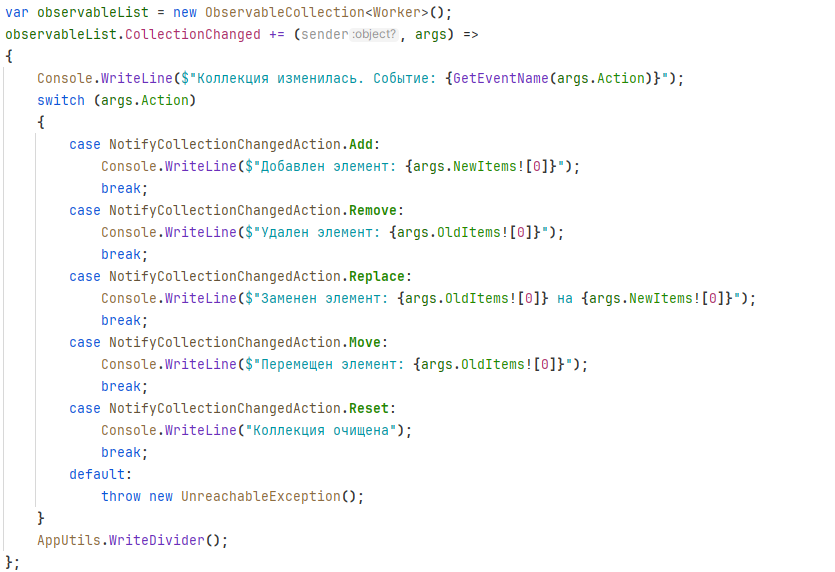 var observableList = new ObservableCollection<Worker>();
observableList.CollectionChanged += (sender :object? , args) =>
{
    Console.WriteLine($"Коллекция изменилась. Событие: {GetEventName(args.Action)}");
    switch (args.Action)
    {
        case NotifyCollectionChangedAction.Add:
            Console.WriteLine($"Добавлен элемент: {args.NewItems![0]}");
            break;
        case NotifyCollectionChangedAction.Remove:
            Console.WriteLine($"Удален элемент: {args.OldItems![0]}");
            break;
        case NotifyCollectionChangedAction.Replace:
            Console.WriteLine($"Заменен элемент: {args.OldItems![0]} на {args.NewItems![0]}");
            break;
        case NotifyCollectionChangedAction.Move:
            Console.WriteLine($"Перемещен элемент: {args.OldItems![0]}");
            break;
        case NotifyCollectionChangedAction.Reset:
            Console.WriteLine("Коллекция очищена");
            break;
        default:
            throw new UnreachableException();
    }
    AppUtils.WriteDivider();
};